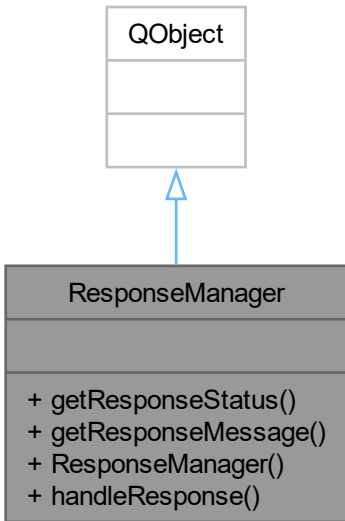 QObject
ResponseManager
+ getResponseStatus()
+ getResponseMessage()
+ ResponseManager()
+ handleResponse()